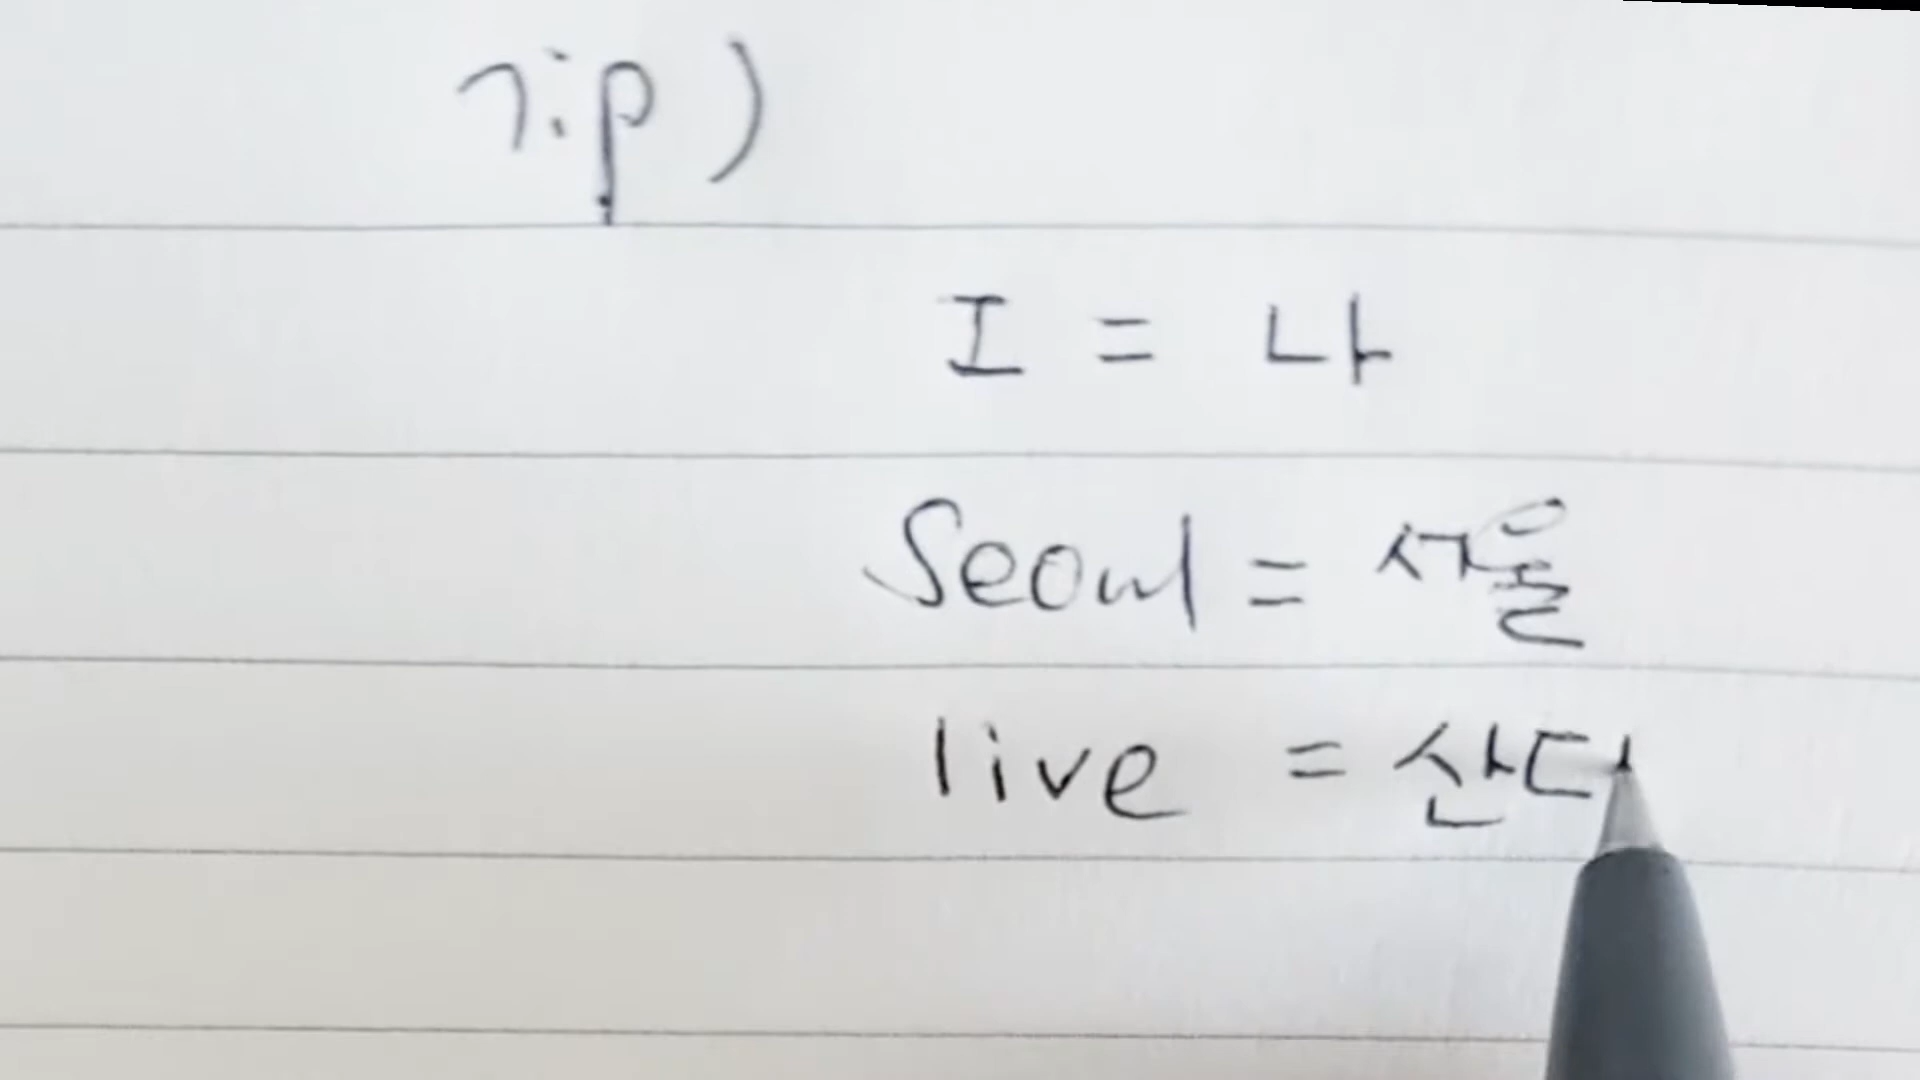 Tip)
I = 나
Seoul = 서울
live = 산다